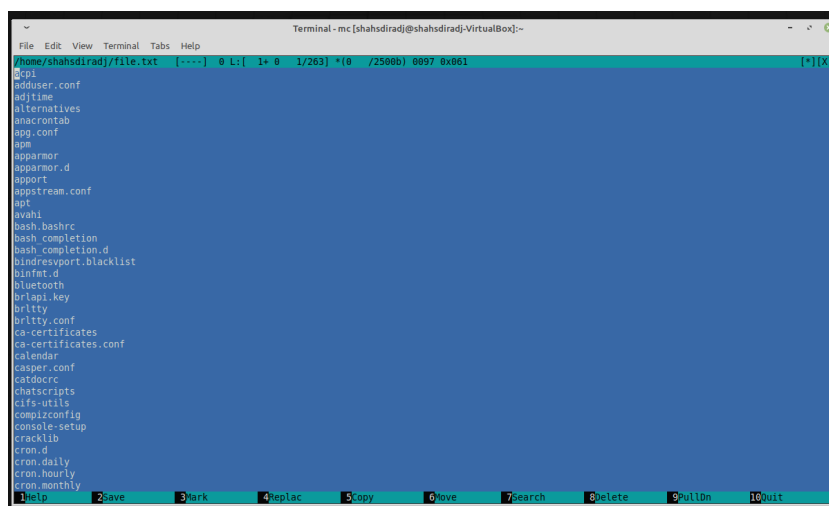 Terminal - mc [shahsdiradj@shahsdiradj-VirtualBox]:~
File Edit View Terminal Tabs Help
/home/shahsdiradj/file.txt [----] 0 L:[ 1+ 0 1/263] *(0 /2500b) 0097 0x061 [*][X
acpi
adduser.conf
adjtime
alternatives
anacrontab
apg.conf
apm
apparmor
apparmor.d
apport
appstream.conf
apt
avahi
bash.bashrc
bash_completion
bash_completion.d
bindresvport.blacklist
binfmt.d
bluetooth
brlapi.key
brltty
brltty.conf
ca-certificates
ca-certificates.conf
calendar
casper.conf
catdocrc
chatscripts
cifs-utils
compizconfig
console-setup
cracklib
cron.d
cron.daily
cron.hourly
cron.monthly
1Help 2Save 3Mark 4Replac 5Copy 6Move 7Search 8Delete 9PullDn 10Quit